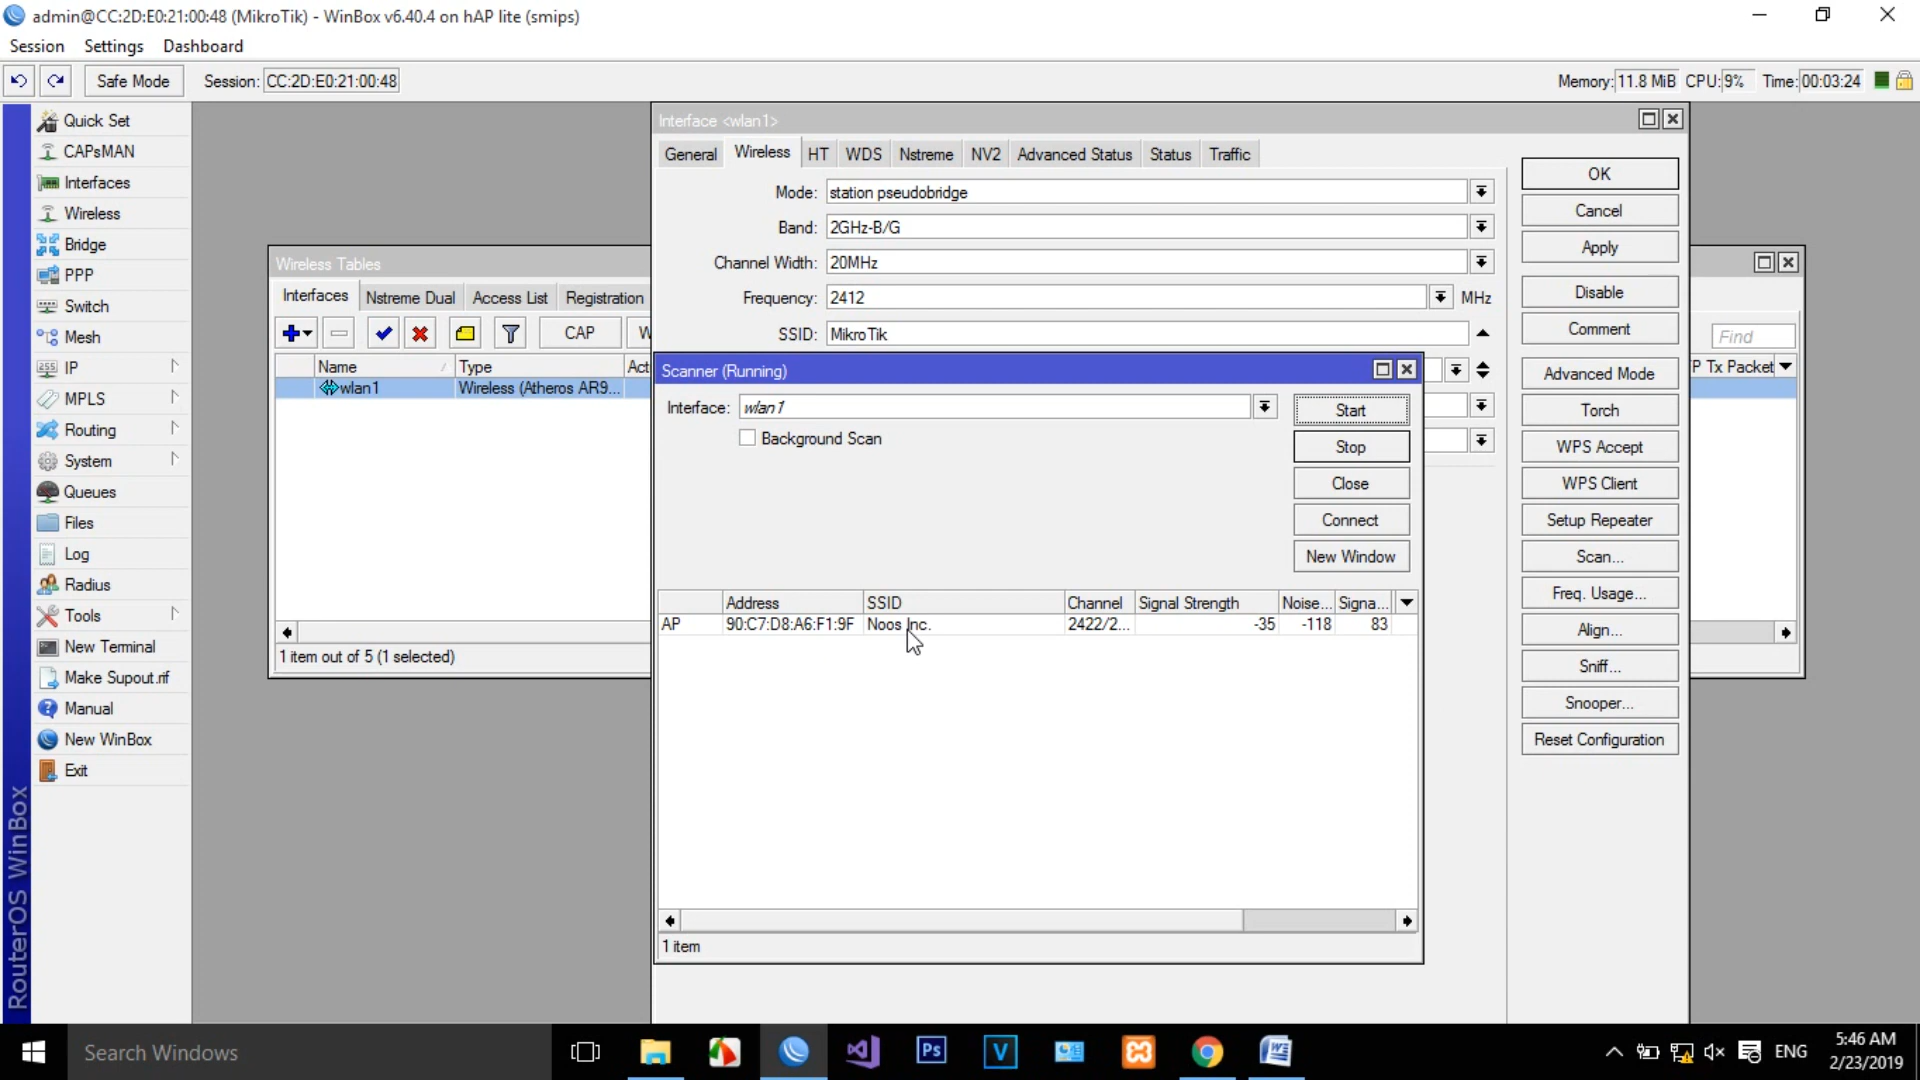 admin@CC:2D:E0:21:00:48 (MikroTik) - WinBox v6.40.4 on hAP lite (smips)
Session Settings Dashboard
Safe Mode Session: CC:2D:E0:21:00:48 Memory: 11.8 MiB CPU: 9% Time: 00:03:24
Quick Set
CAPsMAN
Interfaces
Wireless
Bridge
PPP
Switch
Mesh
IP
MPLS
Routing
System
Queues
Files
Log
Radius
Tools
New Terminal
Make Supout.rif
Manual
New WinBox
Exit
RouterOS WinBox
Wireless Tables
Interfaces Nstreme Dual Access List Registration
CAP W
Find
Name Type Act
P Tx Packet
wlan1 Wireless (Atheros AR9...
1 item out of 5 (1 selected)
Interface <wlan1>
General Wireless HT WDS Nstreme NV2 Advanced Status Status Traffic
Mode: station pseudobridge
Band: 2GHz-B/G
Channel Width: 20MHz
Frequency: 2412 MHz
SSID: MikroTik
OK
Cancel
Apply
Disable
Comment
Advanced Mode
Torch
WPS Accept
WPS Client
Setup Repeater
Scan...
Freq. Usage...
Align...
Sniff...
Snooper...
Reset Configuration
Scanner (Running)
Interface: wlan1
Background Scan
Start
Stop
Close
Connect
New Window
Address SSID Channel Signal Strength Noise... Signa...
AP 90:C7:D8:A6:F1:9F Noos Inc. 2422/2... -35 -118 83
1 item
Search Windows
Ps
V
ENG
5:46 AM
2/23/2019